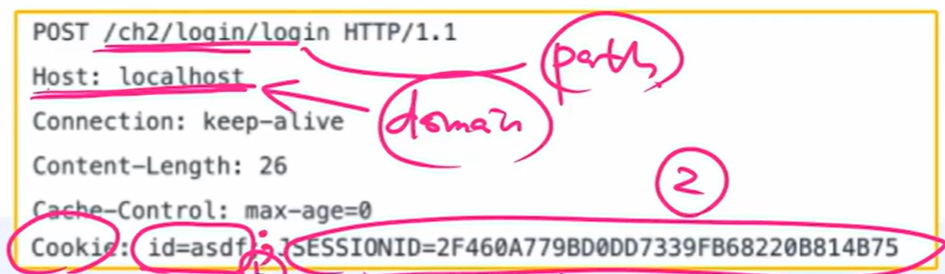 POST /ch2/login/login HTTP/1.1
path
Host: localhost
domain
Connection: keep-alive
Content-Length: 26
2
Cache-Control: max-age=0
Cookie: id=asdf; JSESSIONID=2F460A779BD0DD7339FB68220B814B75